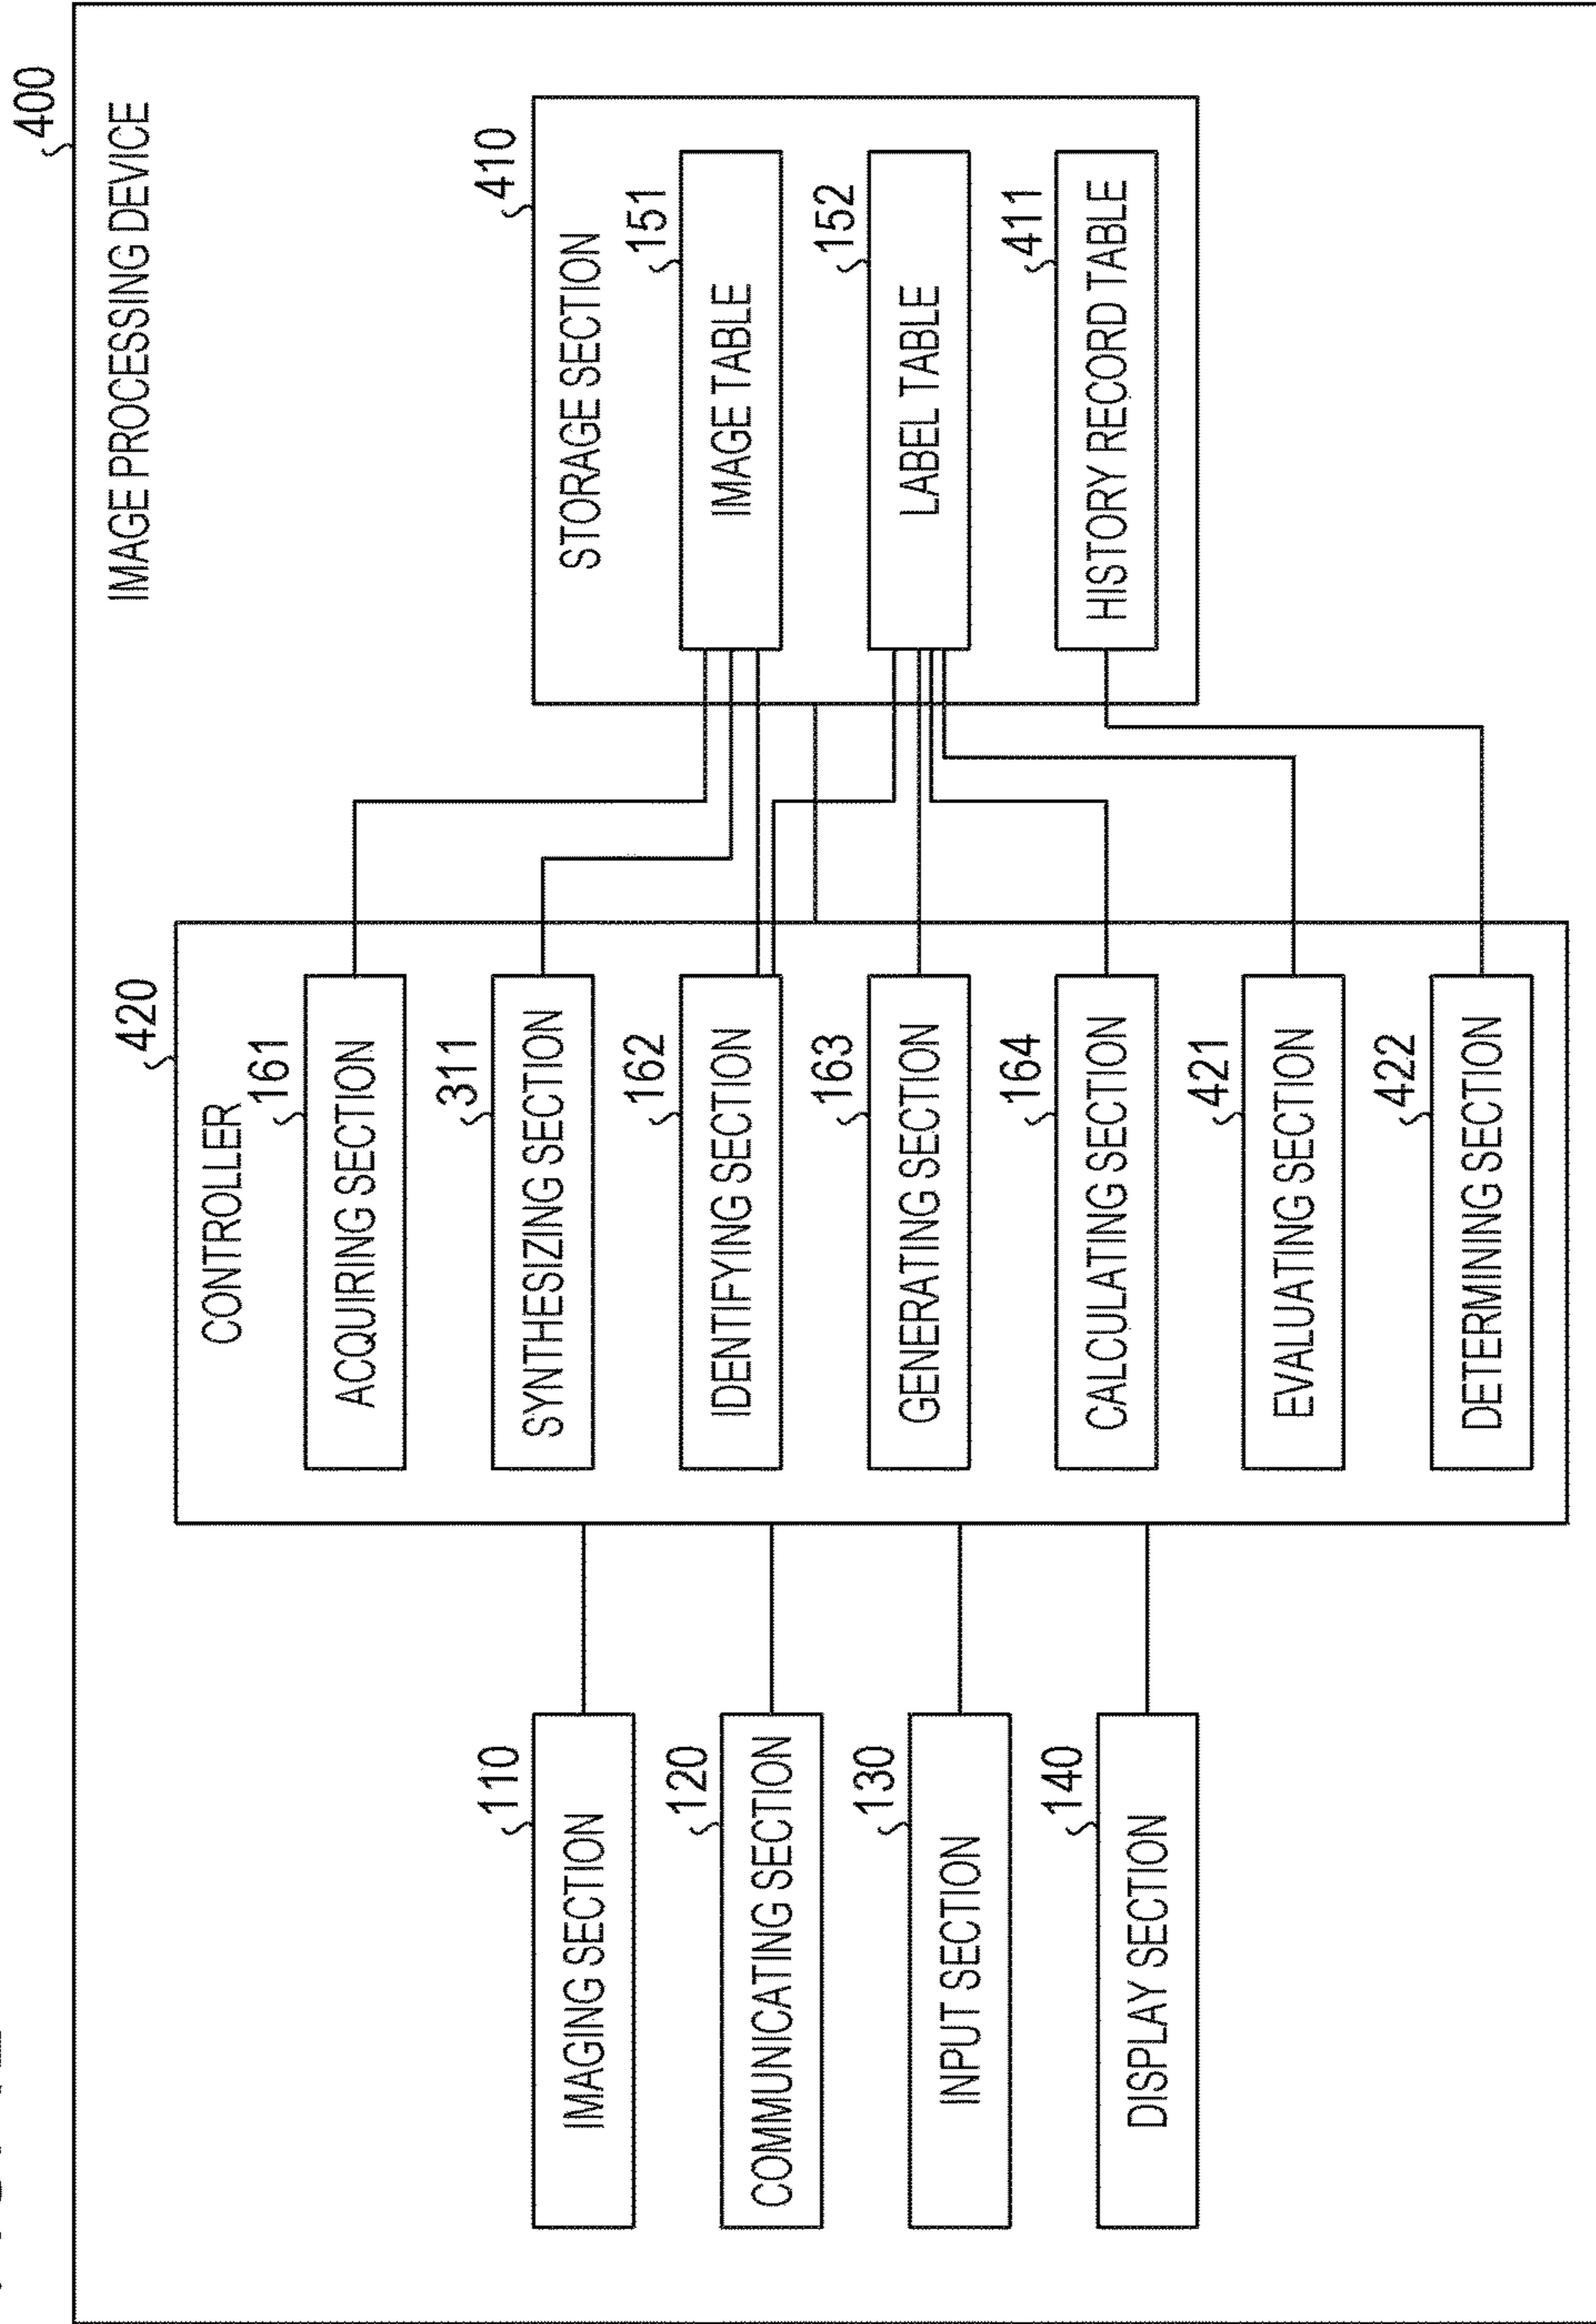 400
IMAGE PROCESSING DEVICE
110
IMAGING SECTION
120
COMMUNICATING SECTION
130
INPUT SECTION
140
DISPLAY SECTION
420
CONTROLLER
161
ACQUIRING SECTION
311
SYNTHESIZING SECTION
162
IDENTIFYING SECTION
163
GENERATING SECTION
164
CALCULATING SECTION
421
EVALUATING SECTION
422
DETERMINING SECTION
410
STORAGE SECTION
151
IMAGE TABLE
152
LABEL TABLE
411
HISTORY RECORD TABLE